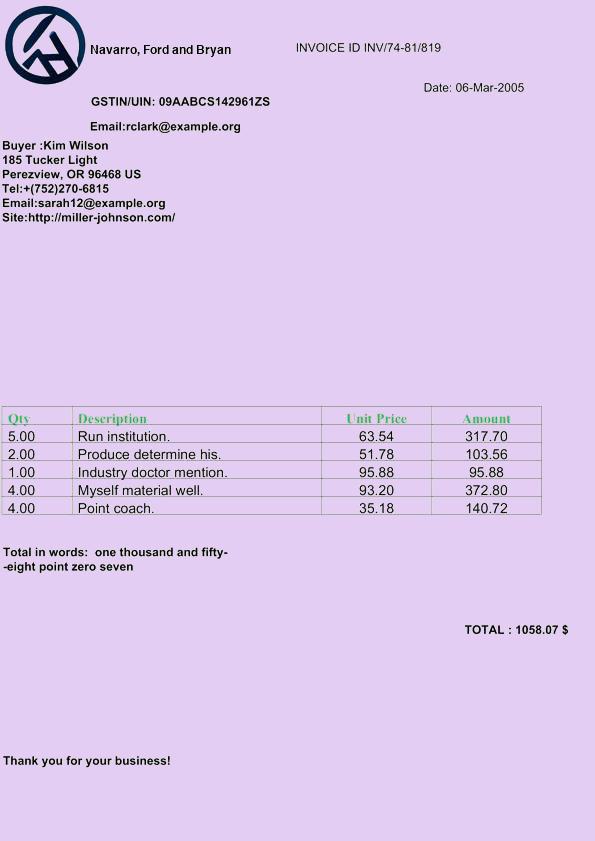 Navarro, Ford and Bryan
INVOICE ID INV/74-81/819
Date: 06-Mar-2005
GSTIN/UIN: 09AABCS142961ZS
Email:rclark@example.org
Buyer :Kim Wilson
185 Tucker Light
Perezview, OR 96468 US
Tel:+(752)270-6815
Email:sarah12@example.org
Site:http://miller-johnson.com/
Qty Description Unit Price Amount
5.00 Run institution. 63.54 317.70
2.00 Produce determine his. 51.78 103.56
1.00 Industry doctor mention. 95.88 95.88
4.00 Myself material well. 93.20 372.80
4.00 Point coach. 35.18 140.72
Total in words:  one thousand and fifty-
-eight point zero seven
TOTAL : 1058.07 $
Thank you for your business!